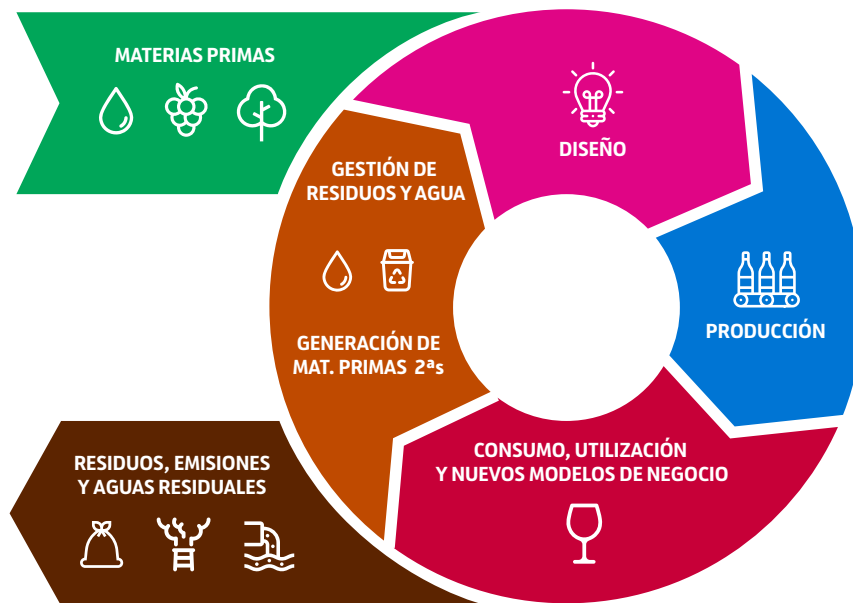 MATERIAS PRIMAS
DISEÑO
GESTIÓN DE
RESIDUOS Y AGUA
PRODUCCIÓN
GENERACIÓN DE
MAT. PRIMAS 2ªs
CONSUMO, UTILIZACIÓN
Y NUEVOS MODELOS DE NEGOCIO
RESIDUOS, EMISIONES
Y AGUAS RESIDUALES